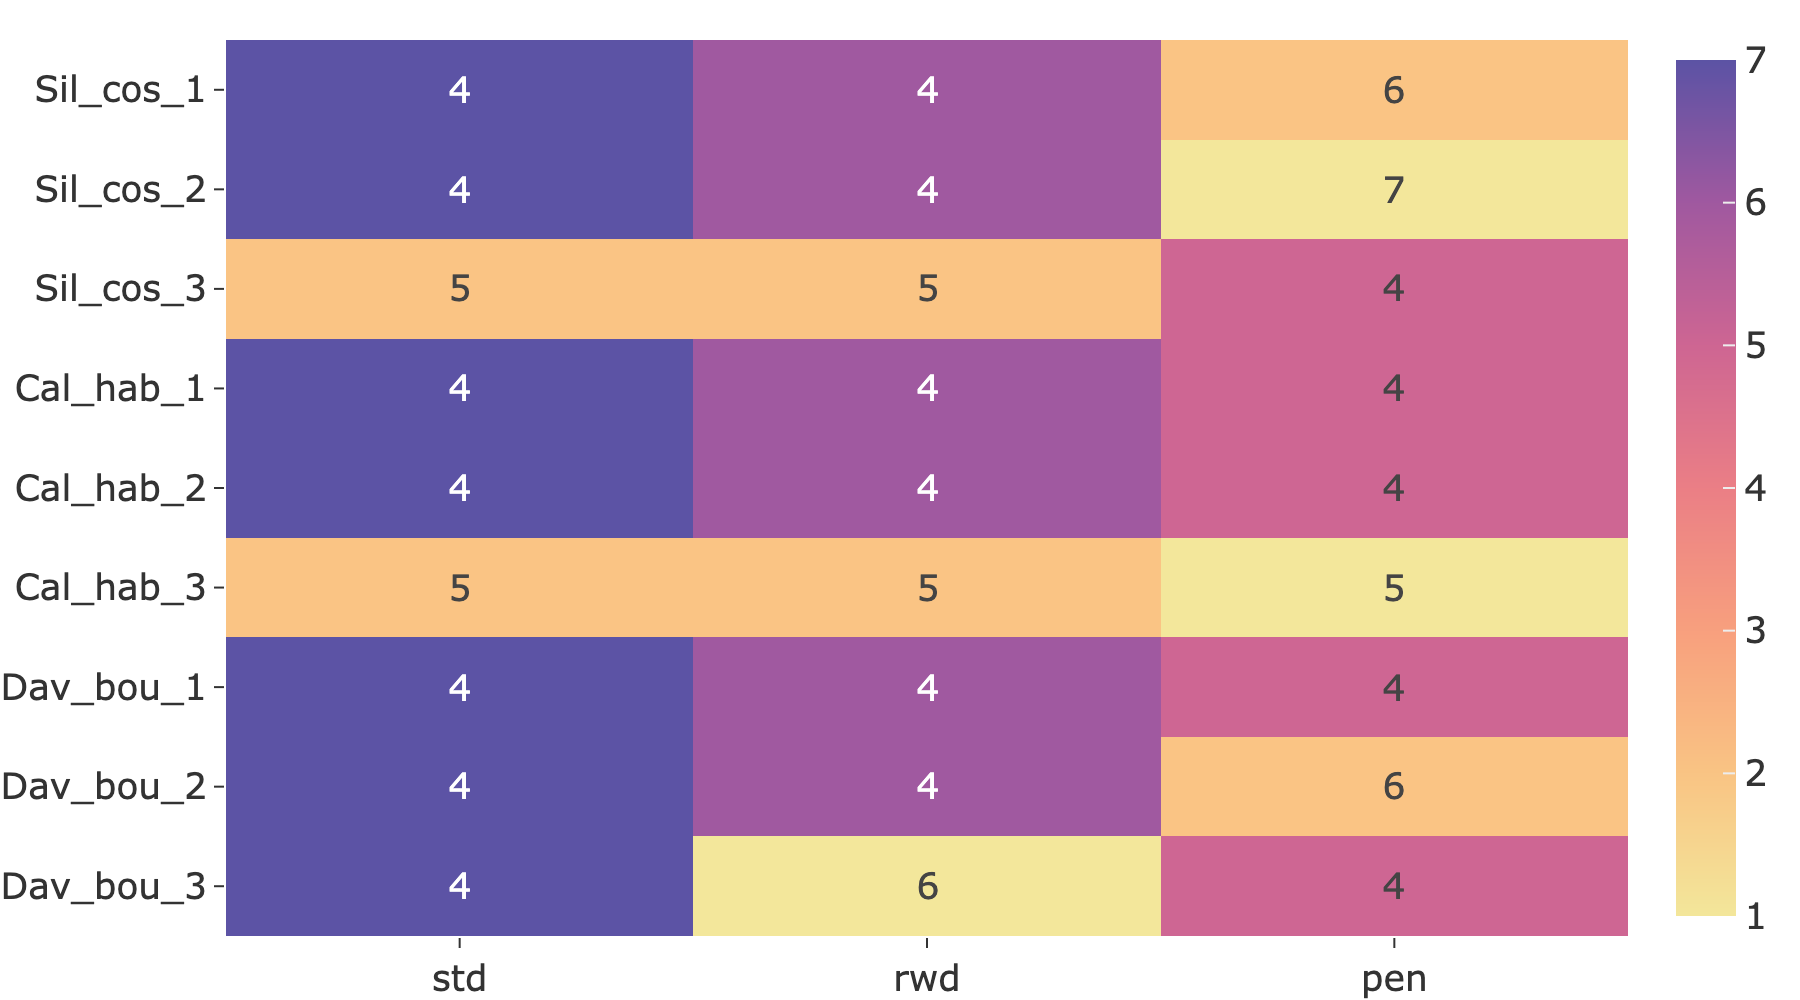 Sil_cos_1 4 4 6
Sil_cos_2 4 4 7
Sil_cos_3 5 5 4
Cal_hab_1 4 4 4
Cal_hab_2 4 4 4
Cal_hab_3 5 5 5
Dav_bou_1 4 4 4
Dav_bou_2 4 4 6
Dav_bou_3 4 6 4
std rwd pen
7
6
5
4
3
2
1